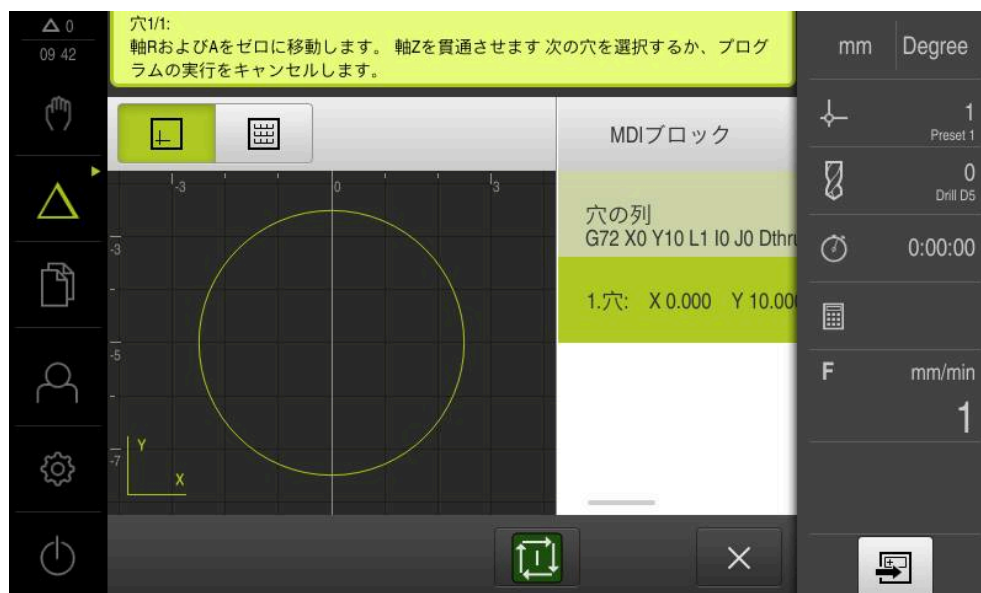 0
09 42
穴1/1:
軸RおよびAをゼロに移動します。 軸Zを貫通させます 次の穴を選択するか、プログ
ラムの実行をキャンセルします。
mm Degree
MDIブロック
1
Preset 1
0
Drill D5
-3 0 3
穴の列
G72 X0 Y10 L1 I0 J0 Dthru
-3
0:00:00
1.穴: X 0.000 Y 10.000
-5
F mm/min
1
Y
-7
X